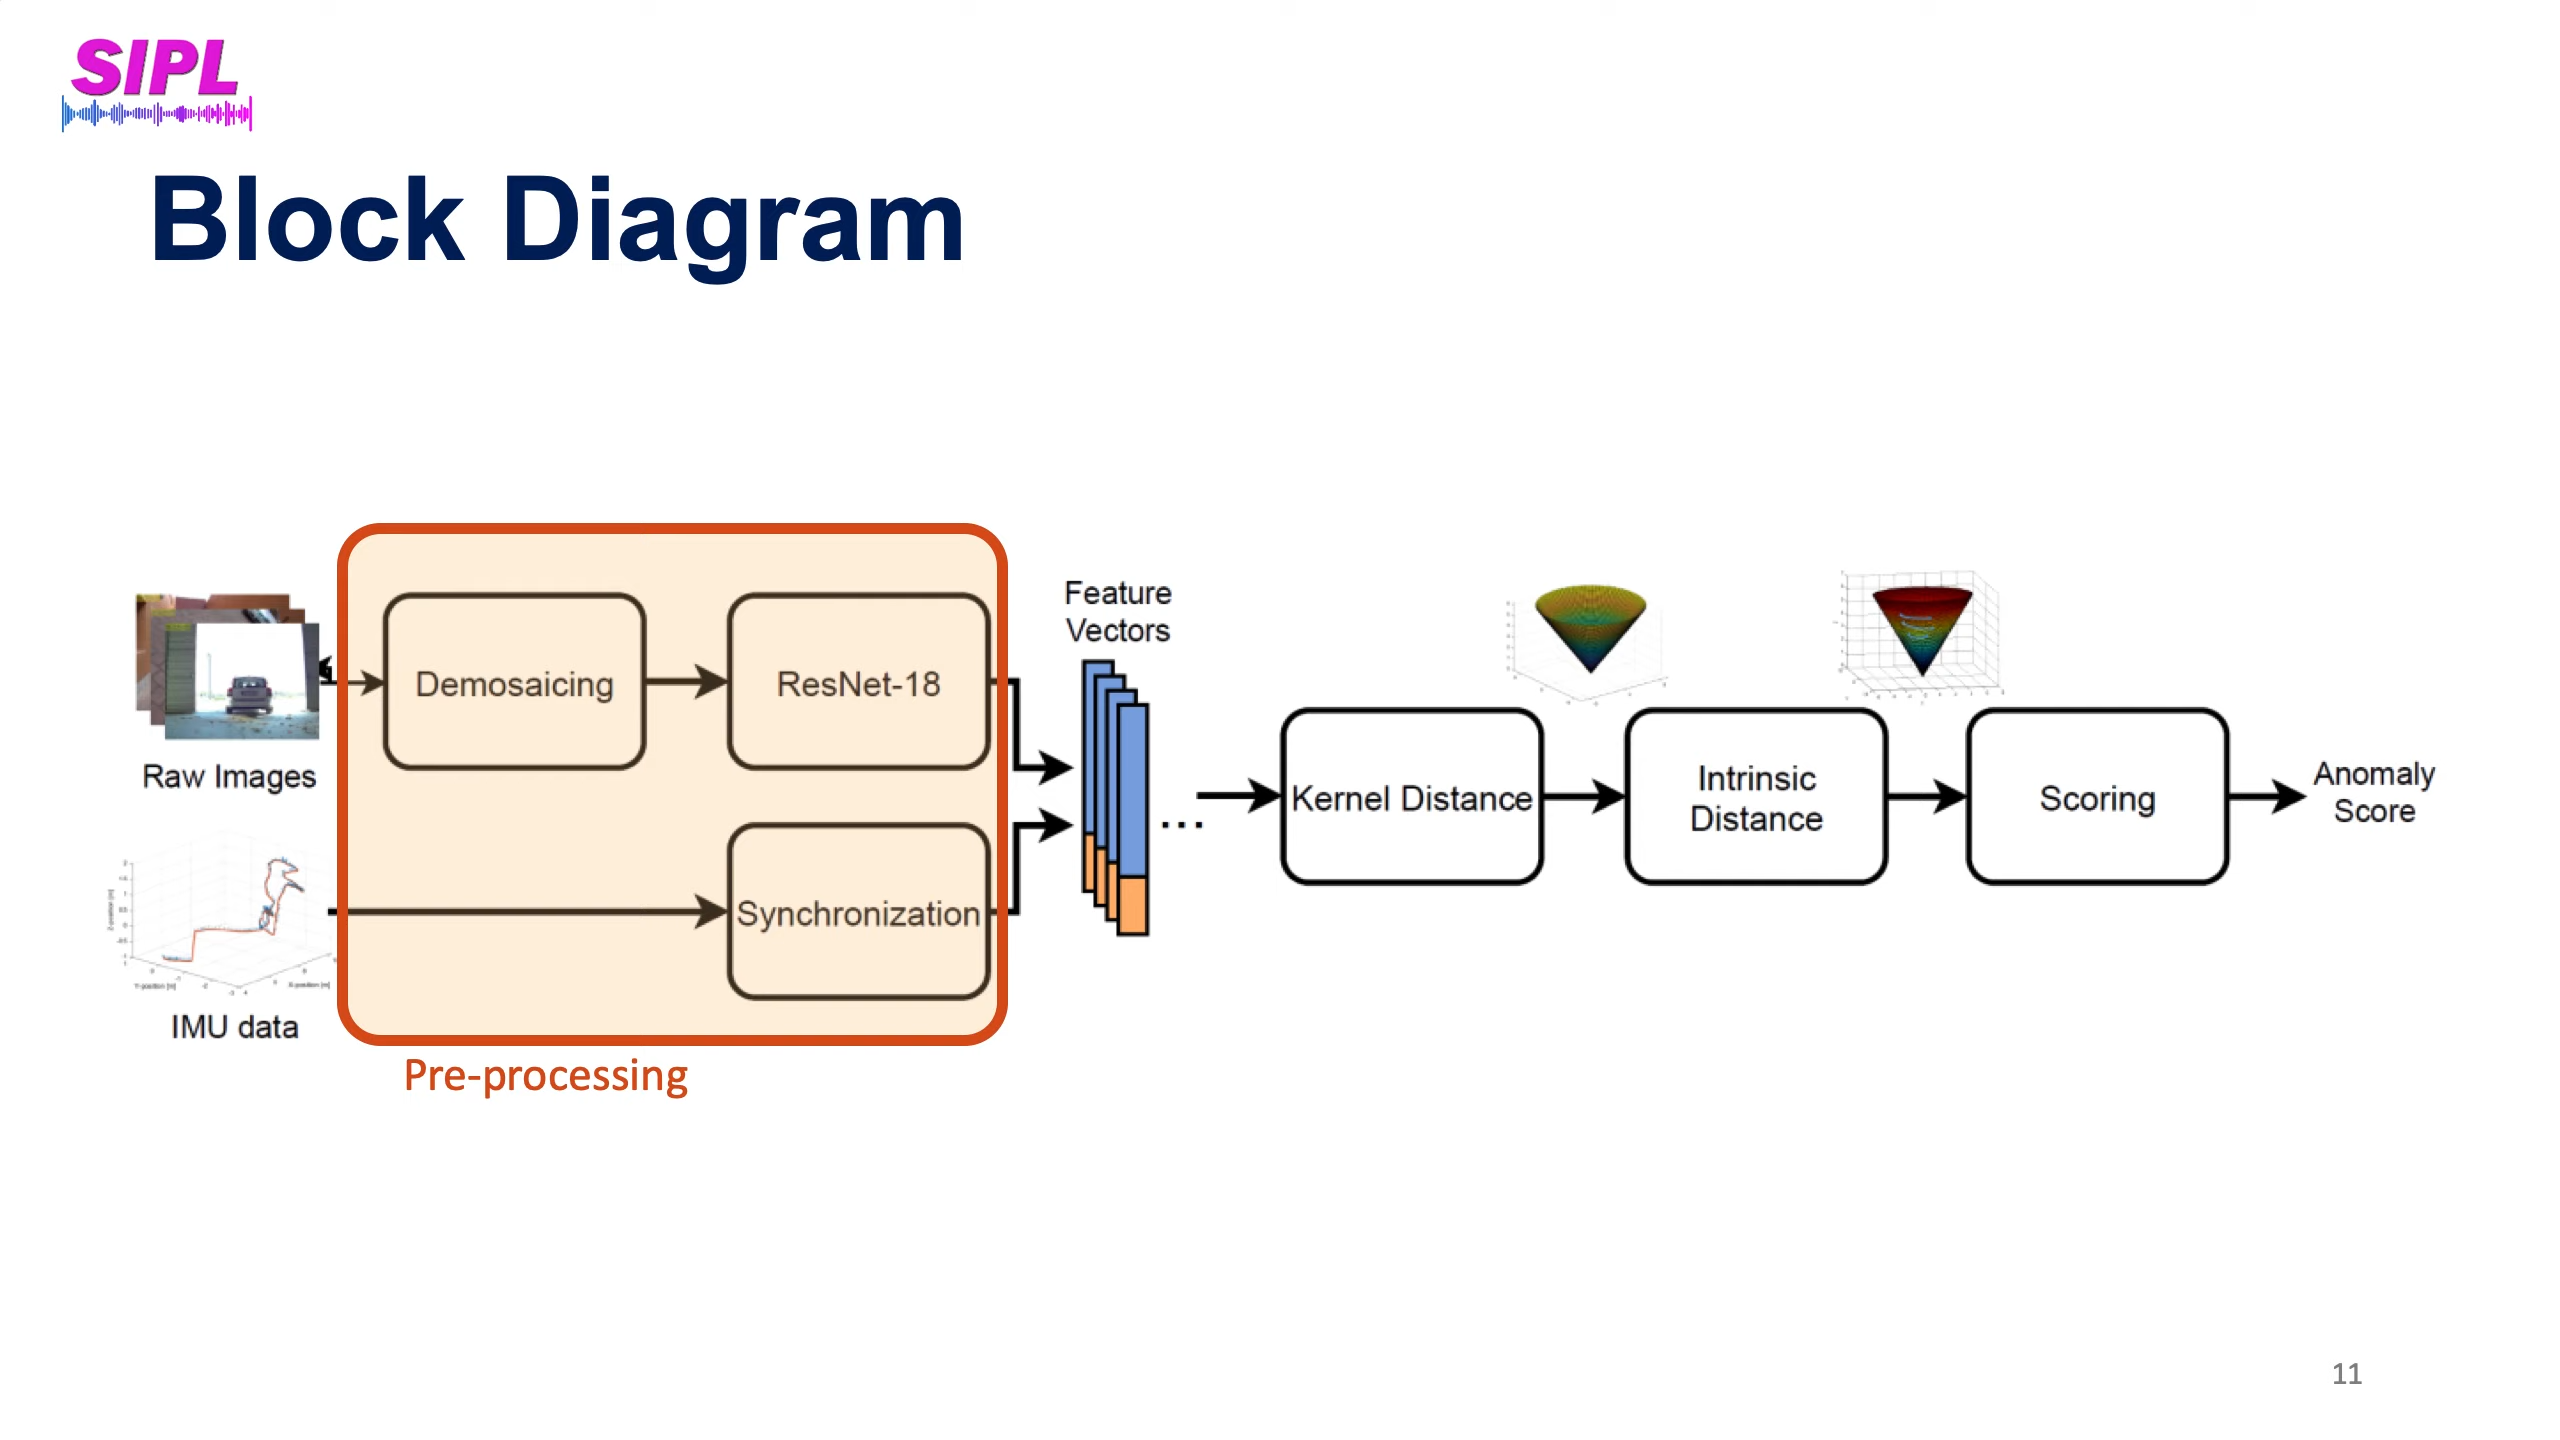 SIPL
Block Diagram
Raw Images
IMU data
Demosaicing
ResNet-18
Synchronization
Pre-processing
Feature
Vectors
...
Kernel Distance
Intrinsic
Distance
Scoring
Anomaly
Score
11